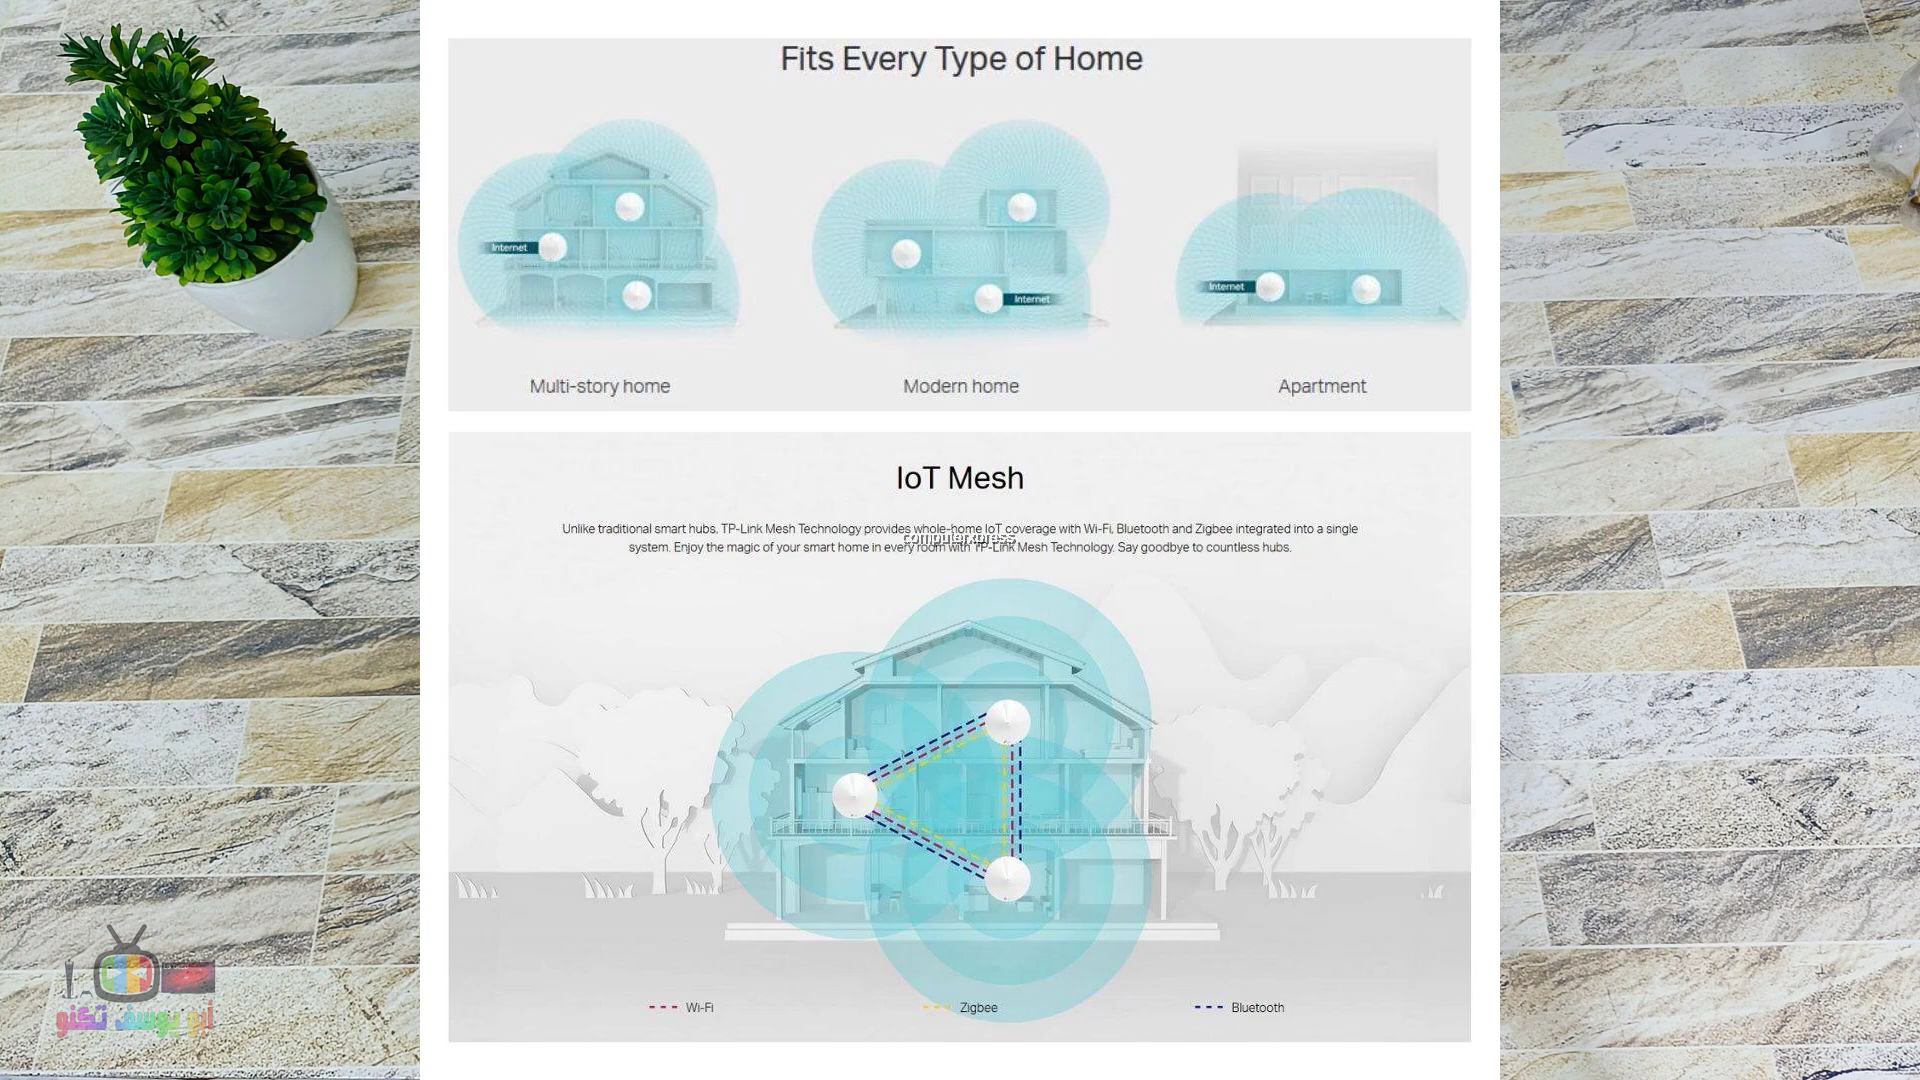 Fits Every Type of Home
Internet
Internet
Internet
Multi-story home
Modern home
Apartment
IoT Mesh
Unlike traditional smart hubs, TP-Link Mesh Technology provides whole-home IoT coverage with Wi-Fi, Bluetooth and Zigbee integrated into a single
computerxpress
system. Enjoy the magic of your smart home in every room with TP-Link Mesh Technology. Say goodbye to countless hubs.
Wi-Fi
Zigbee
Bluetooth
أبو يوسف تكنو